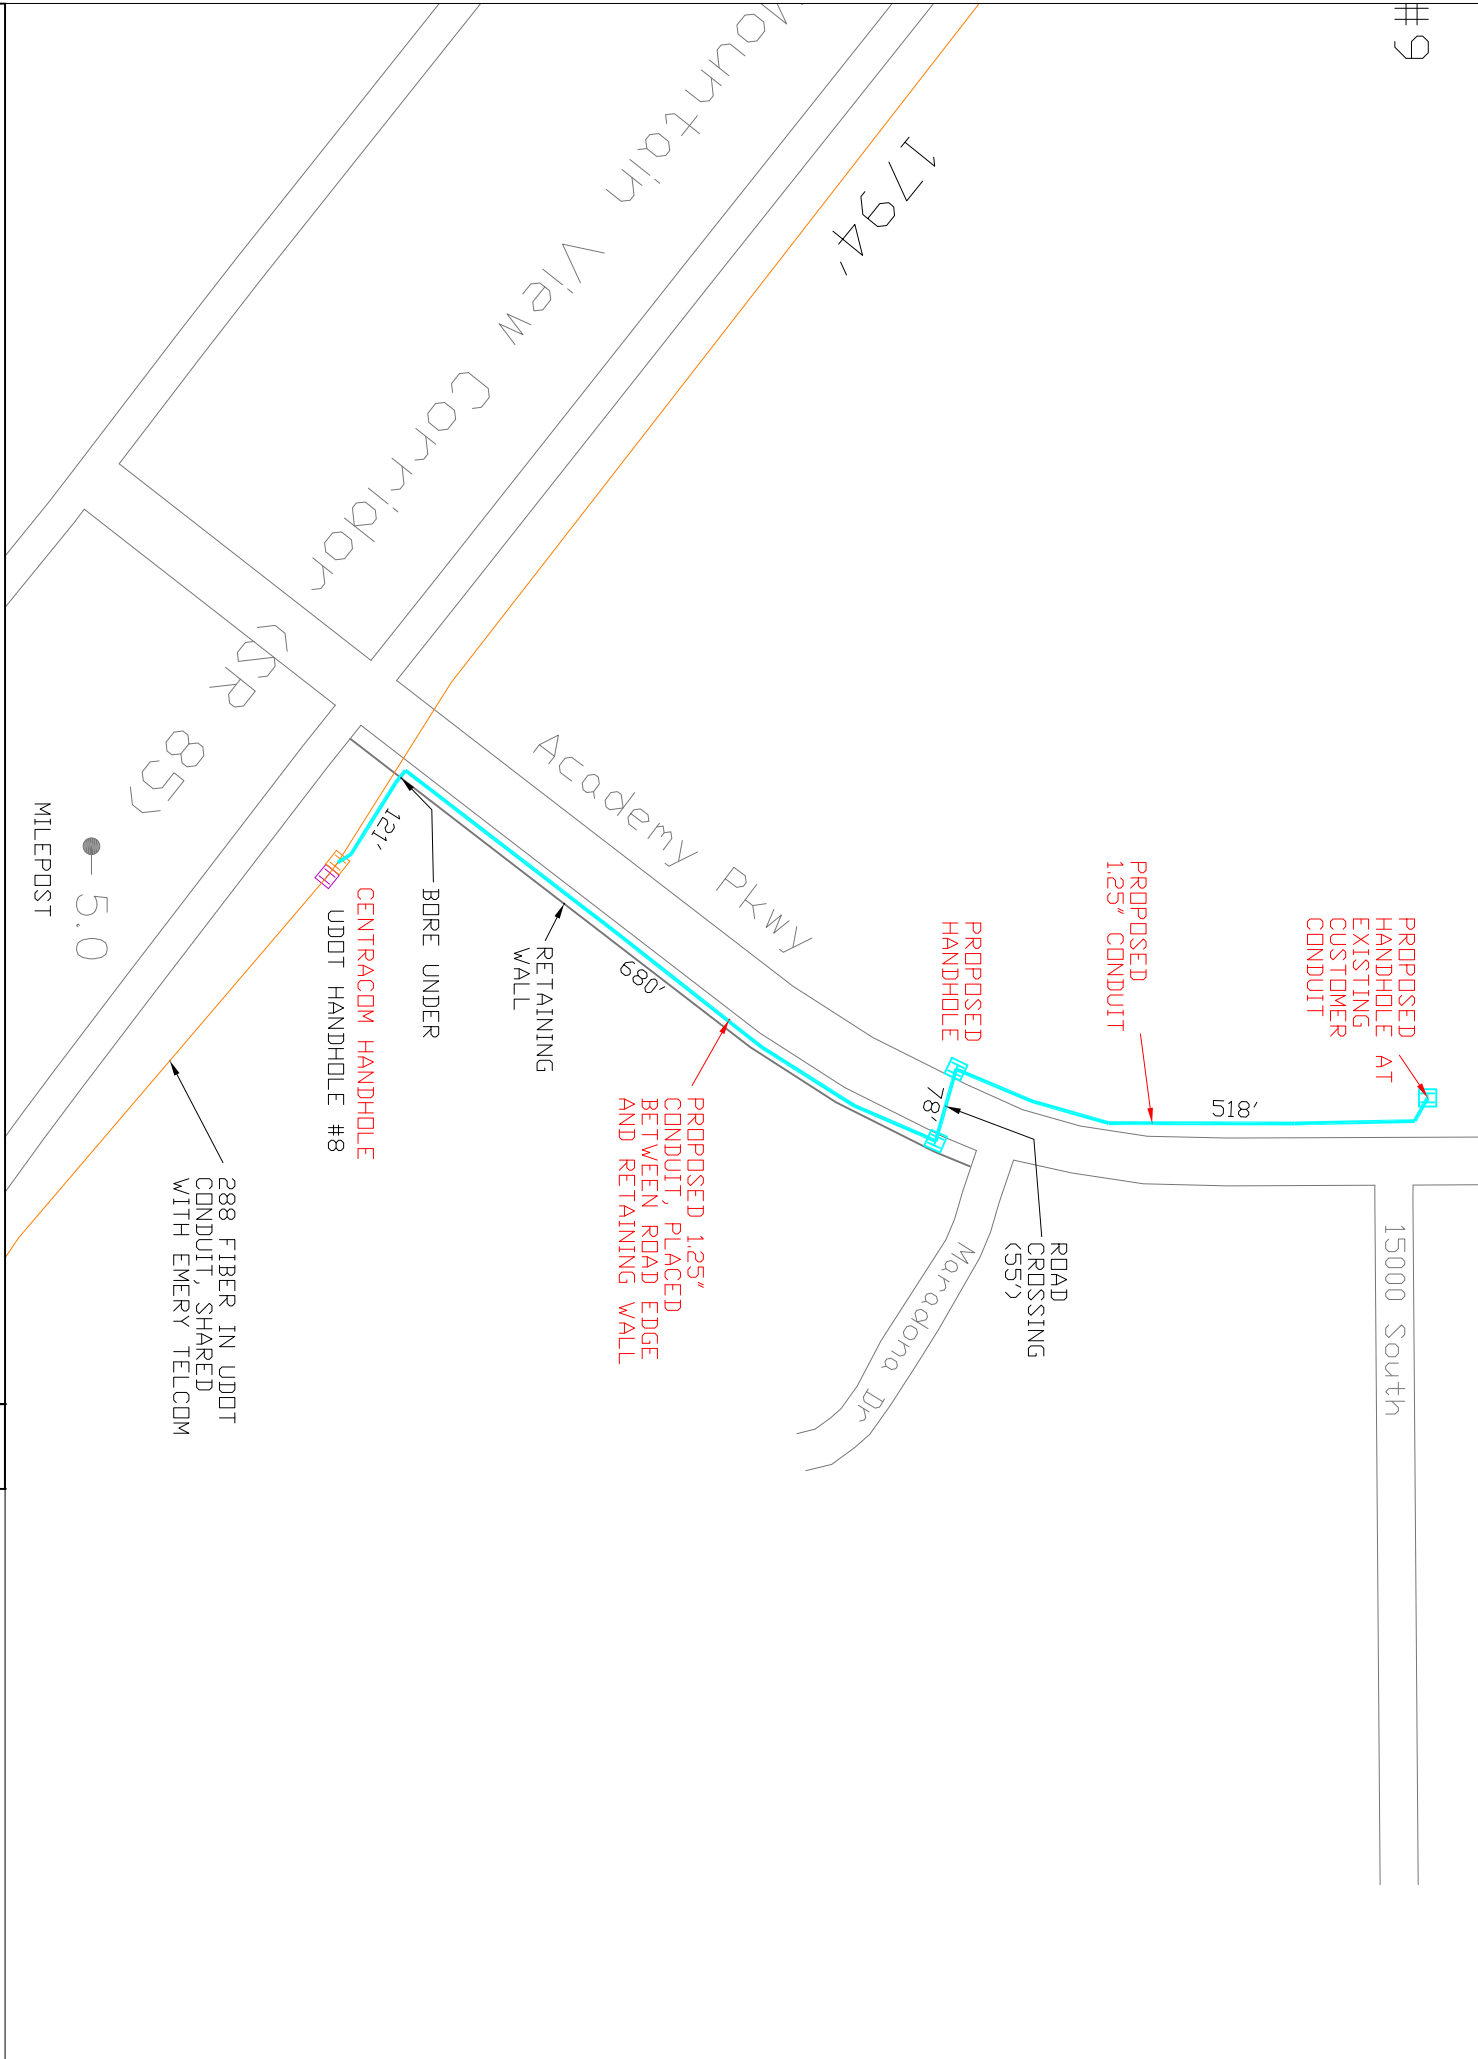 #9
1794'
Mountain View Corridor
(SR 85)
5.0
MILEPOST
Academy Pkwy
121'
BORE UNDER
CENTRACOM HANDHOLE
UDOT HANDHOLE #8
RETAINING
WALL
680'
PROPOSED 1.25"
CONDUIT, PLACED
BETWEEN ROAD EDGE
AND RETAINING WALL
288 FIBER IN UDOT
CONDUIT, SHARED
WITH EMERY TELCOM
PROPOSED
HANDHOLE
78'
ROAD
CROSSING
(55')
Maradona Dr
PROPOSED
1.25" CONDUIT
518'
PROPOSED
HANDHOLE AT
EXISTING
CUSTOMER
CONDUIT
15000 South